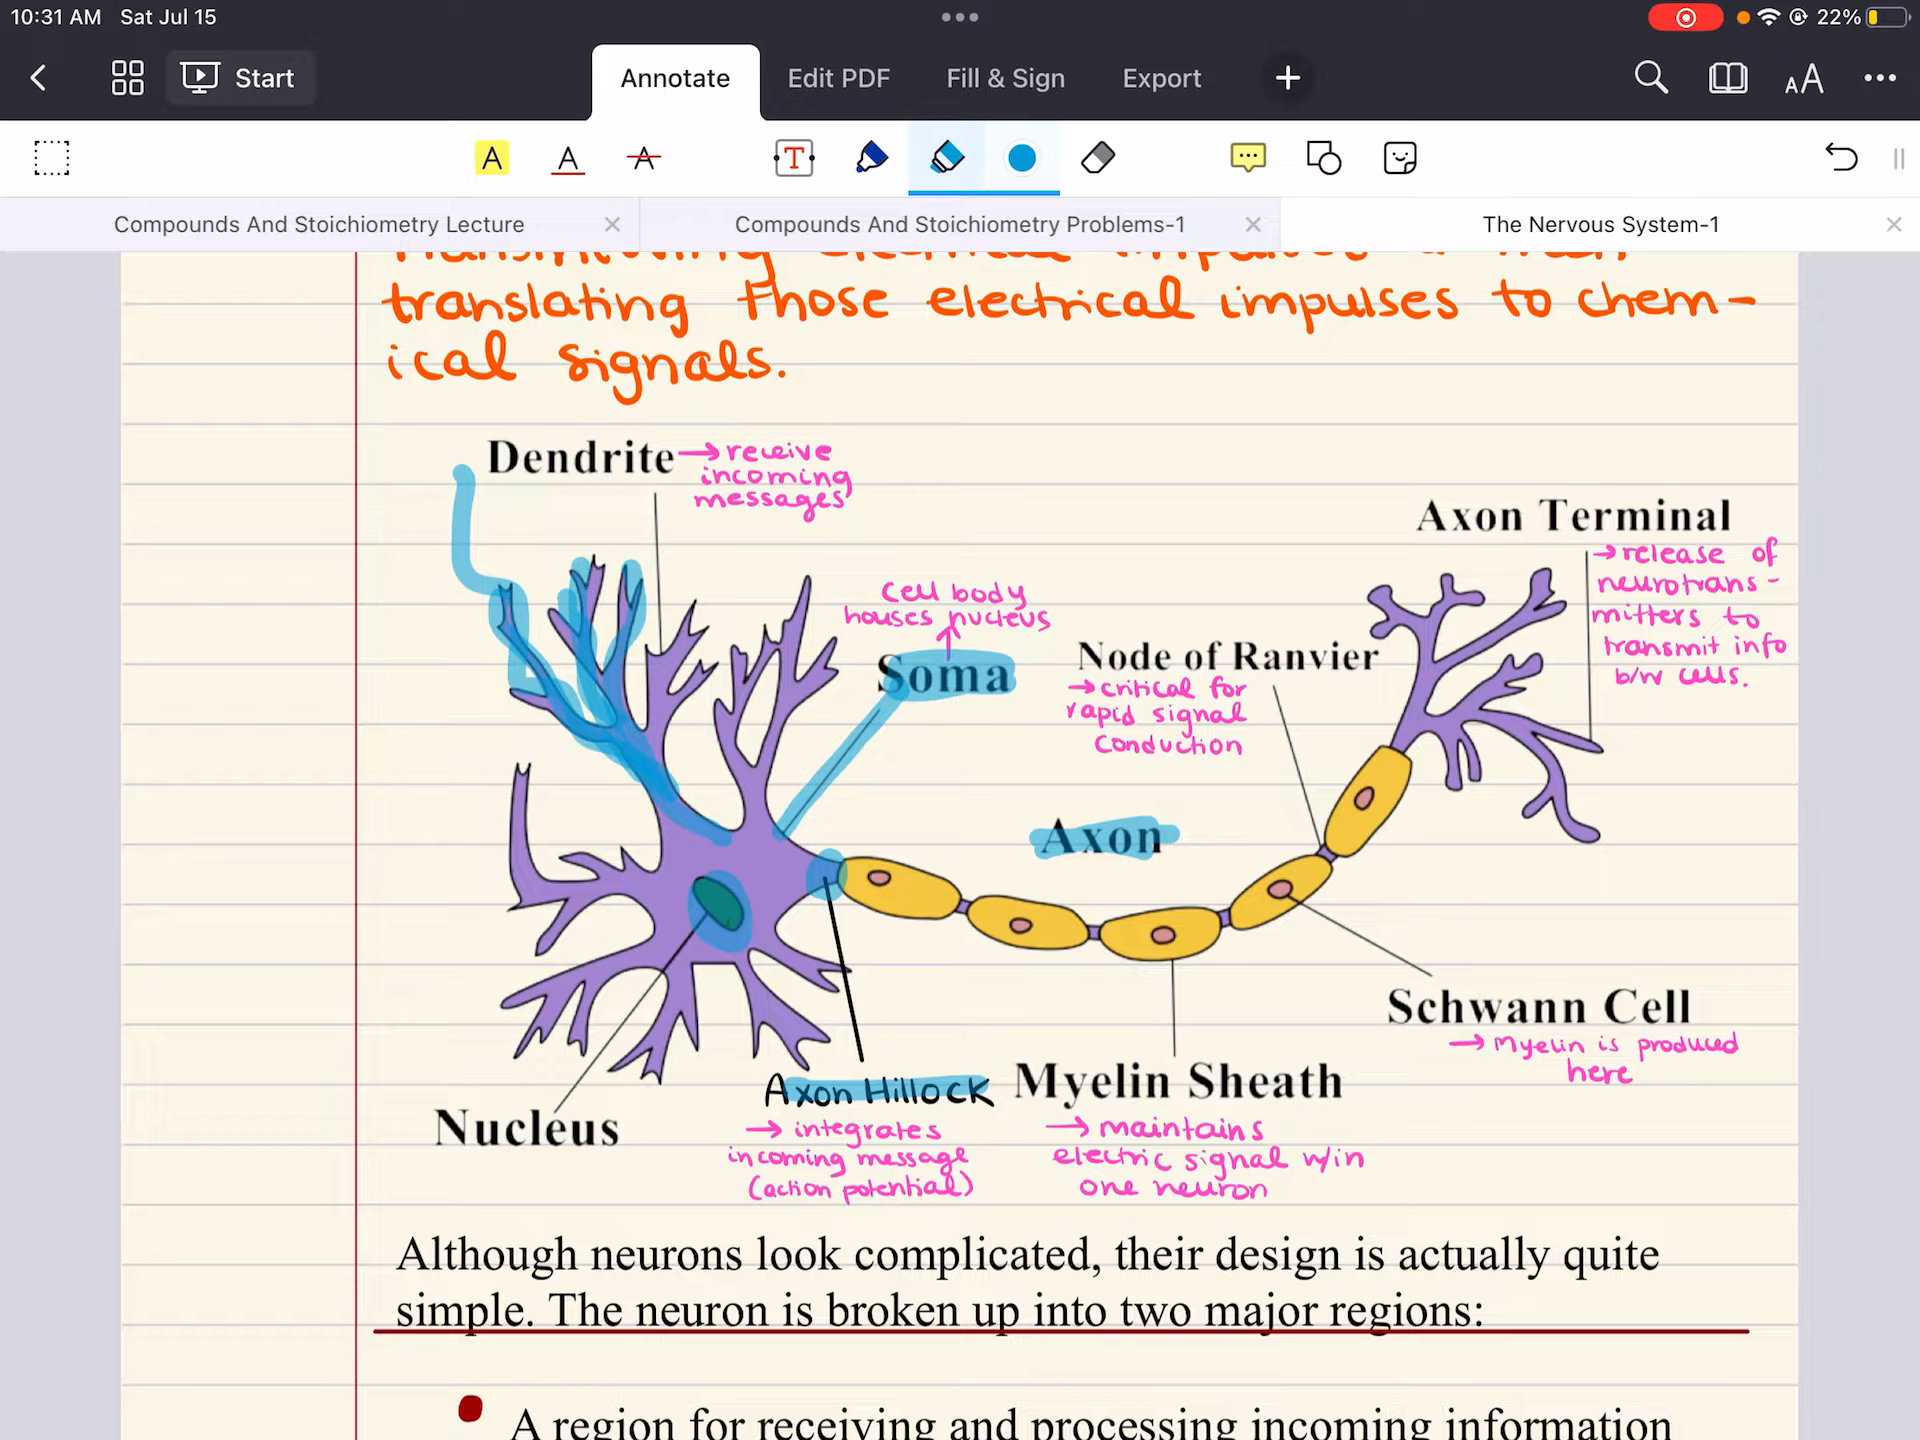 10:31 AM Sat Jul 15
22%
Start
Annotate
Edit PDF
Fill & Sign
Export
AA
A A A T
Compounds And Stoichiometry Lecture
Compounds And Stoichiometry Problems-1
The Nervous System-1
translating those electrical impulses to chem-
ical signals.
Dendrite → receive
incoming
messages
Axon Terminal
→ release of
neurotrans-
mitters to
transmit info
b/w cells.
Cell body
houses nucleus
Soma
Node of Ranvier
→ critical for
rapid signal
conduction
Axon
Schwann Cell
→ Myelin is produced
here
Nucleus
Axon Hillock
→ integrates
incoming message
(action potential)
Myelin Sheath
→ maintains
electric signal w/in
one neuron
Although neurons look complicated, their design is actually quite
simple. The neuron is broken up into two major regions:
• A region for receiving and processing incoming information